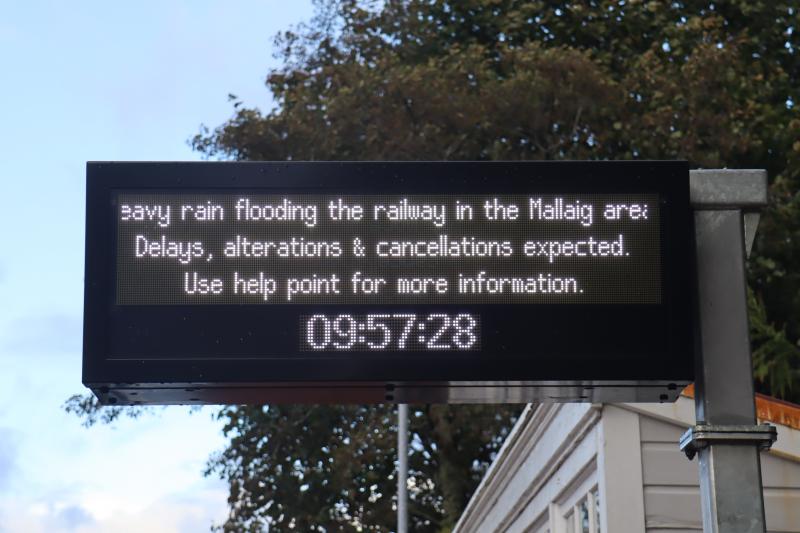 eavy rain flooding the railway in the Mallaig area
Delays, alterations & cancellations expected.
Use help point for more information.
09:57:28